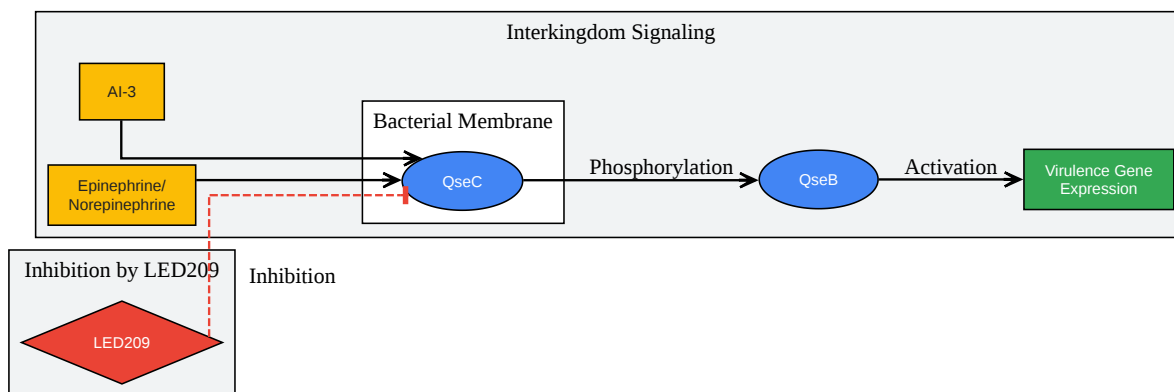 Interkingdom Signaling
AI-3
Bacterial Membrane
Epinephrine/
Norepinephrine
QseC
Phosphorylation
QseB
Activation
Virulence Gene
Expression
Inhibition by LED209
Inhibition
LED209